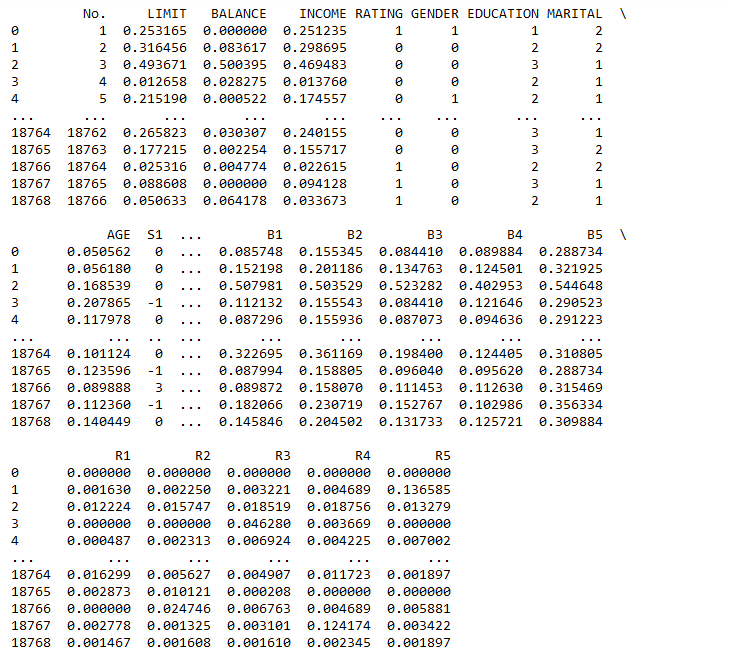 No. LIMIT BALANCE INCOME RATING GENDER EDUCATION MARITAL \
0 1 0.253165 0.000000 0.251235 1 1 1 2
1 2 0.316456 0.083617 0.298695 0 0 2 2
2 3 0.493671 0.500395 0.469483 0 0 3 1
3 4 0.012658 0.028275 0.013760 0 0 2 1
4 5 0.215190 0.000522 0.174557 0 1 2 1
... ... ... ... ... ... ... ... ...
18764 18762 0.265823 0.030307 0.240155 0 0 3 1
18765 18763 0.177215 0.002254 0.155717 0 0 3 2
18766 18764 0.025316 0.004774 0.022615 1 0 2 2
18767 18765 0.088608 0.000000 0.094128 1 0 3 1
18768 18766 0.050633 0.064178 0.033673 1 0 2 1
AGE S1 ... B1 B2 B3 B4 B5 \
0 0.050562 0 ... 0.085748 0.155345 0.084410 0.089884 0.288734
1 0.056180 0 ... 0.152198 0.201186 0.134763 0.124501 0.321925
2 0.168539 0 ... 0.507981 0.503529 0.523282 0.402953 0.544648
3 0.207865 -1 ... 0.112132 0.155543 0.084410 0.121646 0.290523
4 0.117978 0 ... 0.087296 0.155936 0.087073 0.094636 0.291223
... ... .. ... ... ... ... ... ...
18764 0.101124 0 ... 0.322695 0.361169 0.198400 0.124405 0.310805
18765 0.123596 -1 ... 0.087994 0.158805 0.096040 0.095620 0.288734
18766 0.089888 3 ... 0.089872 0.158070 0.111453 0.112630 0.315469
18767 0.112360 -1 ... 0.182066 0.230719 0.152767 0.102986 0.356334
18768 0.140449 0 ... 0.145846 0.204502 0.131733 0.125721 0.309884
R1 R2 R3 R4 R5
0 0.000000 0.000000 0.000000 0.000000 0.000000
1 0.001630 0.002250 0.003221 0.004689 0.136585
2 0.012224 0.015747 0.018519 0.018756 0.013279
3 0.000000 0.000000 0.046280 0.003669 0.000000
4 0.000487 0.002313 0.006924 0.004225 0.007002
... ... ... ... ... ...
18764 0.016299 0.005627 0.004907 0.011723 0.001897
18765 0.002873 0.010121 0.000208 0.000000 0.000000
18766 0.000000 0.024746 0.006763 0.004689 0.005881
18767 0.002778 0.001325 0.003101 0.124174 0.003422
18768 0.001467 0.001608 0.001610 0.002345 0.001897